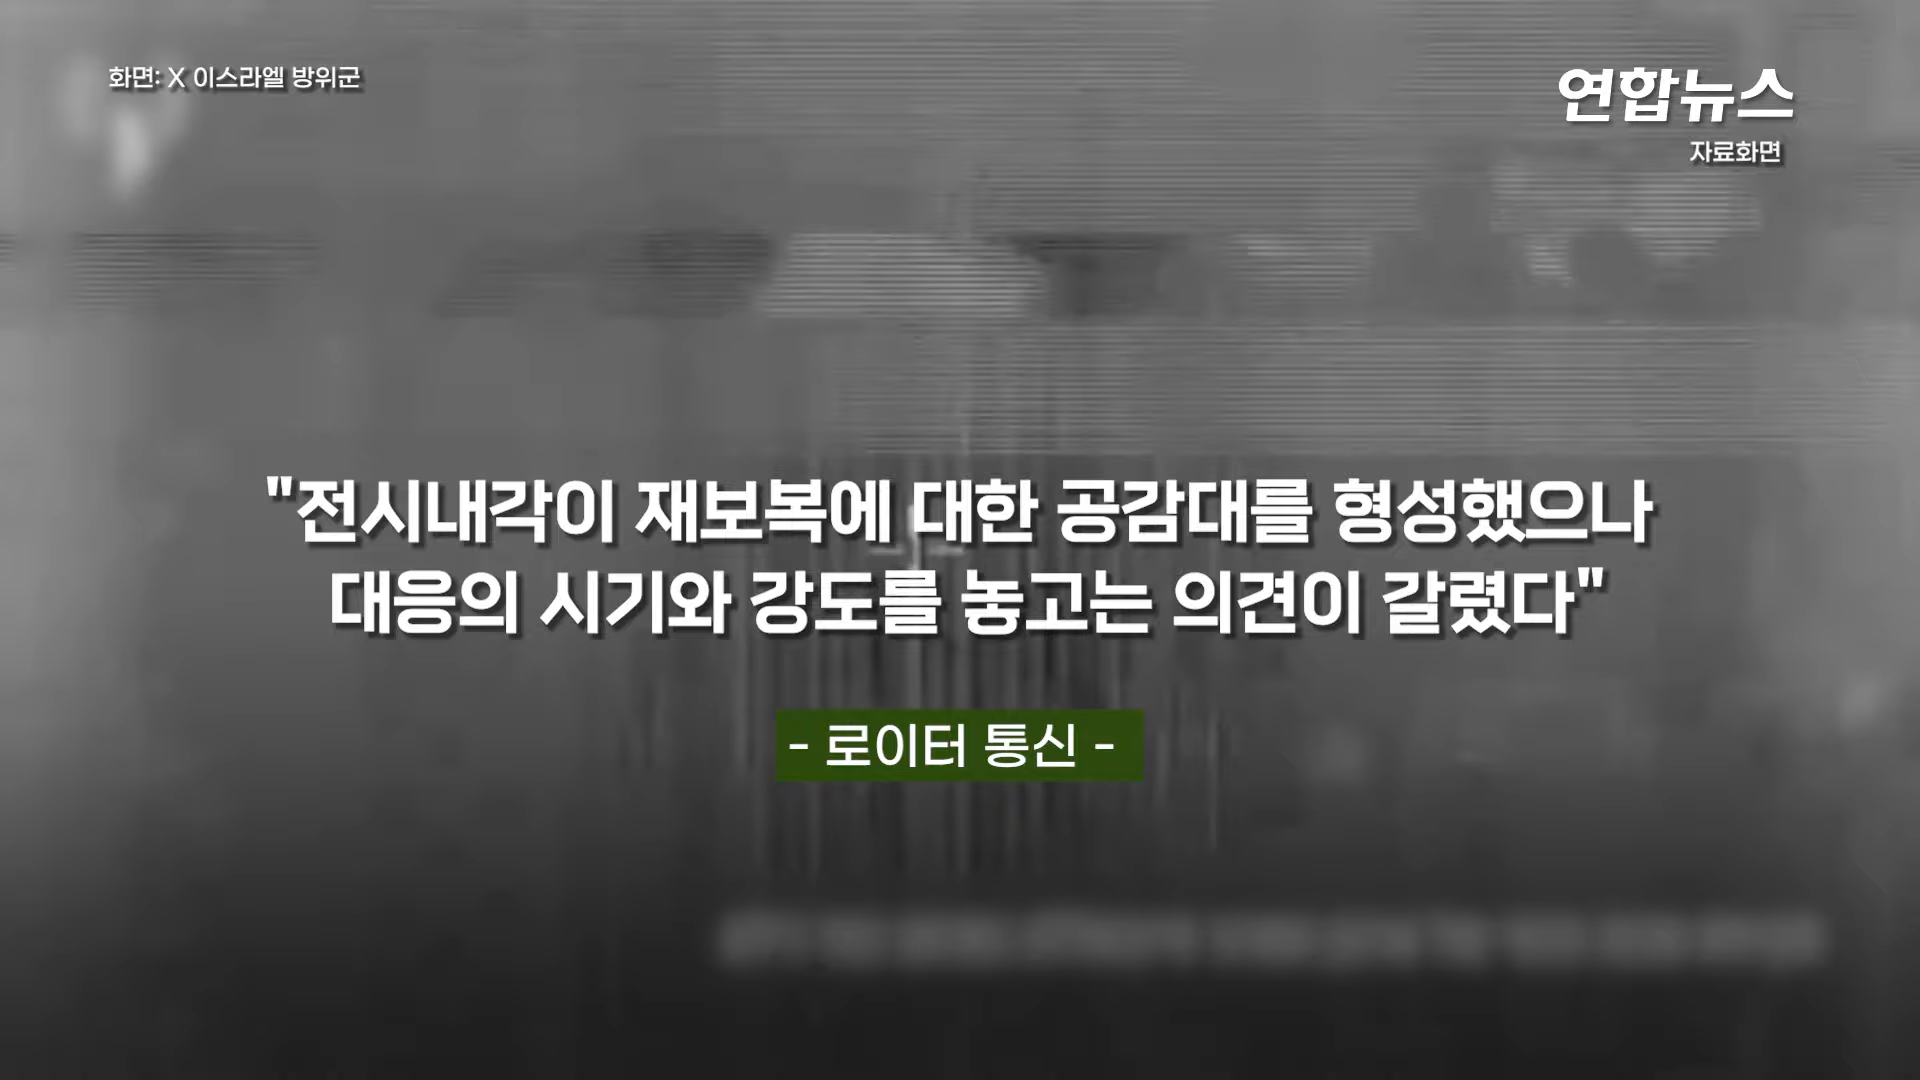 화면: X 이스라엘 방위군
연합뉴스
자료화면
"전시내각이 재보복에 대한 공감대를 형성했으나
대응의 시기와 강도를 놓고는 의견이 갈렸다"
- 로이터 통신 -